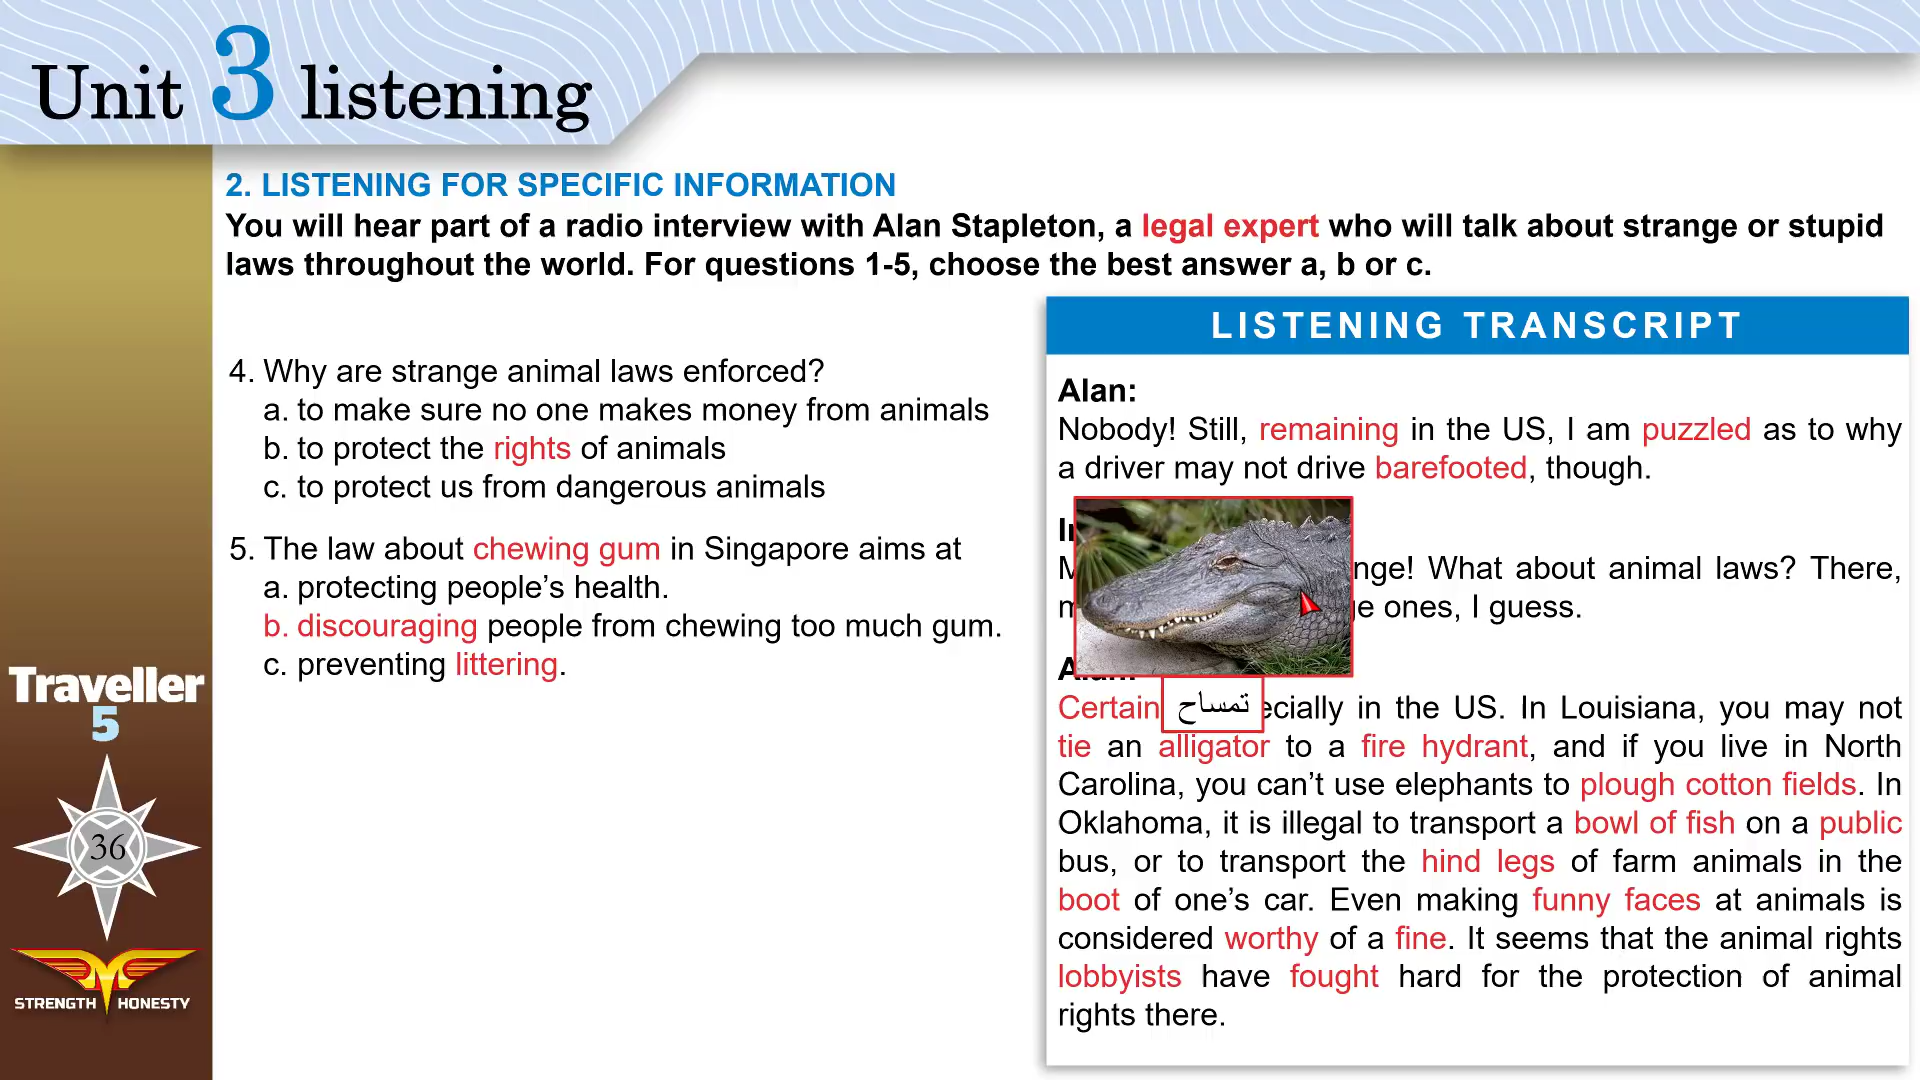 Unit 3 listening
2. LISTENING FOR SPECIFIC INFORMATION
You will hear part of a radio interview with Alan Stapleton, a legal expert who will talk about strange or stupid
laws throughout the world. For questions 1-5, choose the best answer a, b or c.
4. Why are strange animal laws enforced?
a. to make sure no one makes money from animals
b. to protect the rights of animals
c. to protect us from dangerous animals
5. The law about chewing gum in Singapore aims at
a. protecting people’s health.
b. discouraging people from chewing too much gum.
c. preventing littering.
LISTENING TRANSCRIPT
Alan:
Nobody! Still, remaining in the US, I am puzzled as to why
a driver may not drive barefooted, though.
What about animal laws? There,
ones, I guess.
تمساح
Certain in the US. In Louisiana, you may not
tie an alligator to a fire hydrant, and if you live in North
Carolina, you can’t use elephants to plough cotton fields. In
Oklahoma, it is illegal to transport a bowl of fish on a public
bus, or to transport the hind legs of farm animals in the
boot of one’s car. Even making funny faces at animals is
considered worthy of a fine. It seems that the animal rights
lobbyists have fought hard for the protection of animal
rights there.
Traveller
5
36
STRENGTH HONESTY